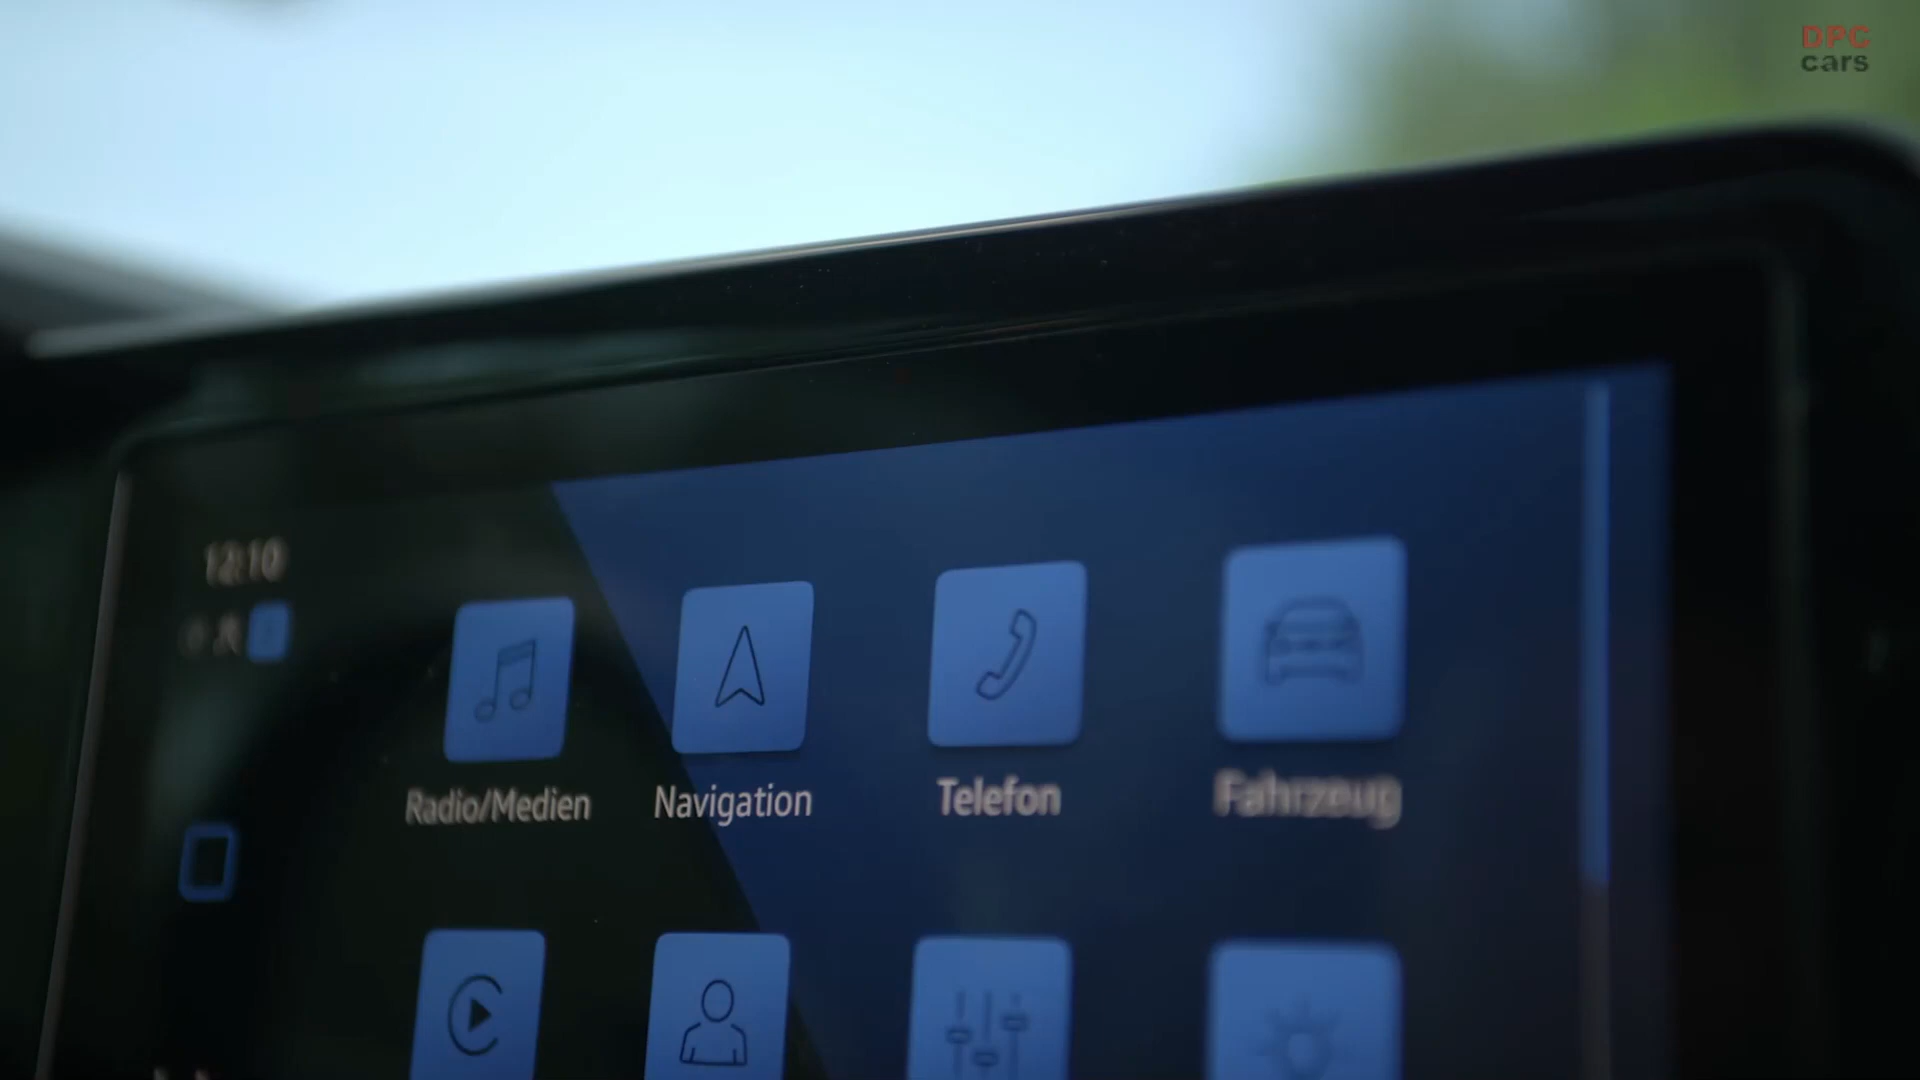 DPC
cars
12:10
Radio/Medien
Navigation
Telefon
Fahrzeug